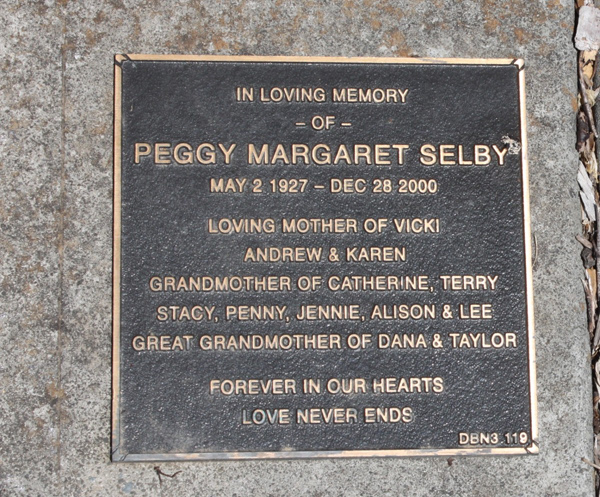 IN LOVING MEMORY
– OF –
PEGGY MARGARET SELBY
MAY 2 1927 – DEC 28 2000
LOVING MOTHER OF VICKI
ANDREW & KAREN
GRANDMOTHER OF CATHERINE, TERRY
STACY, PENNY, JENNIE, ALISON & LEE
GREAT GRANDMOTHER OF DANA & TAYLOR
FOREVER IN OUR HEARTS
LOVE NEVER ENDS
DBN3 119